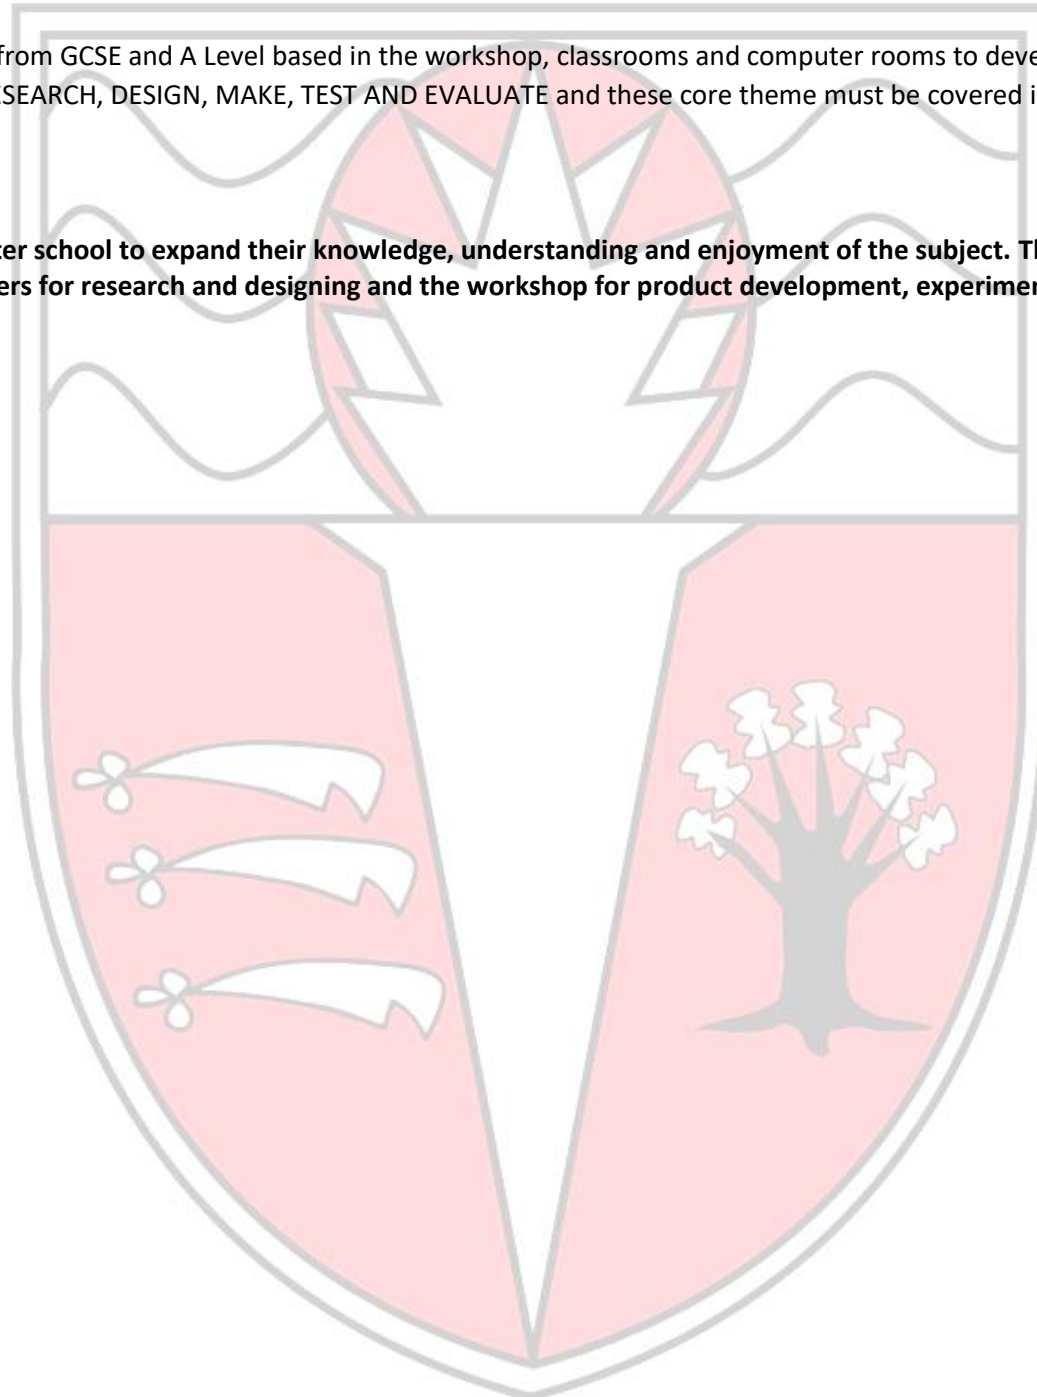 from GCSE and A Level based in the workshop, classrooms and computer rooms to deve
SEARCH, DESIGN, MAKE, TEST AND EVALUATE and these core theme must be covered i
ter school to expand their knowledge, understanding and enjoyment of the subject. Th
ers for research and designing and the workshop for product development, experimen